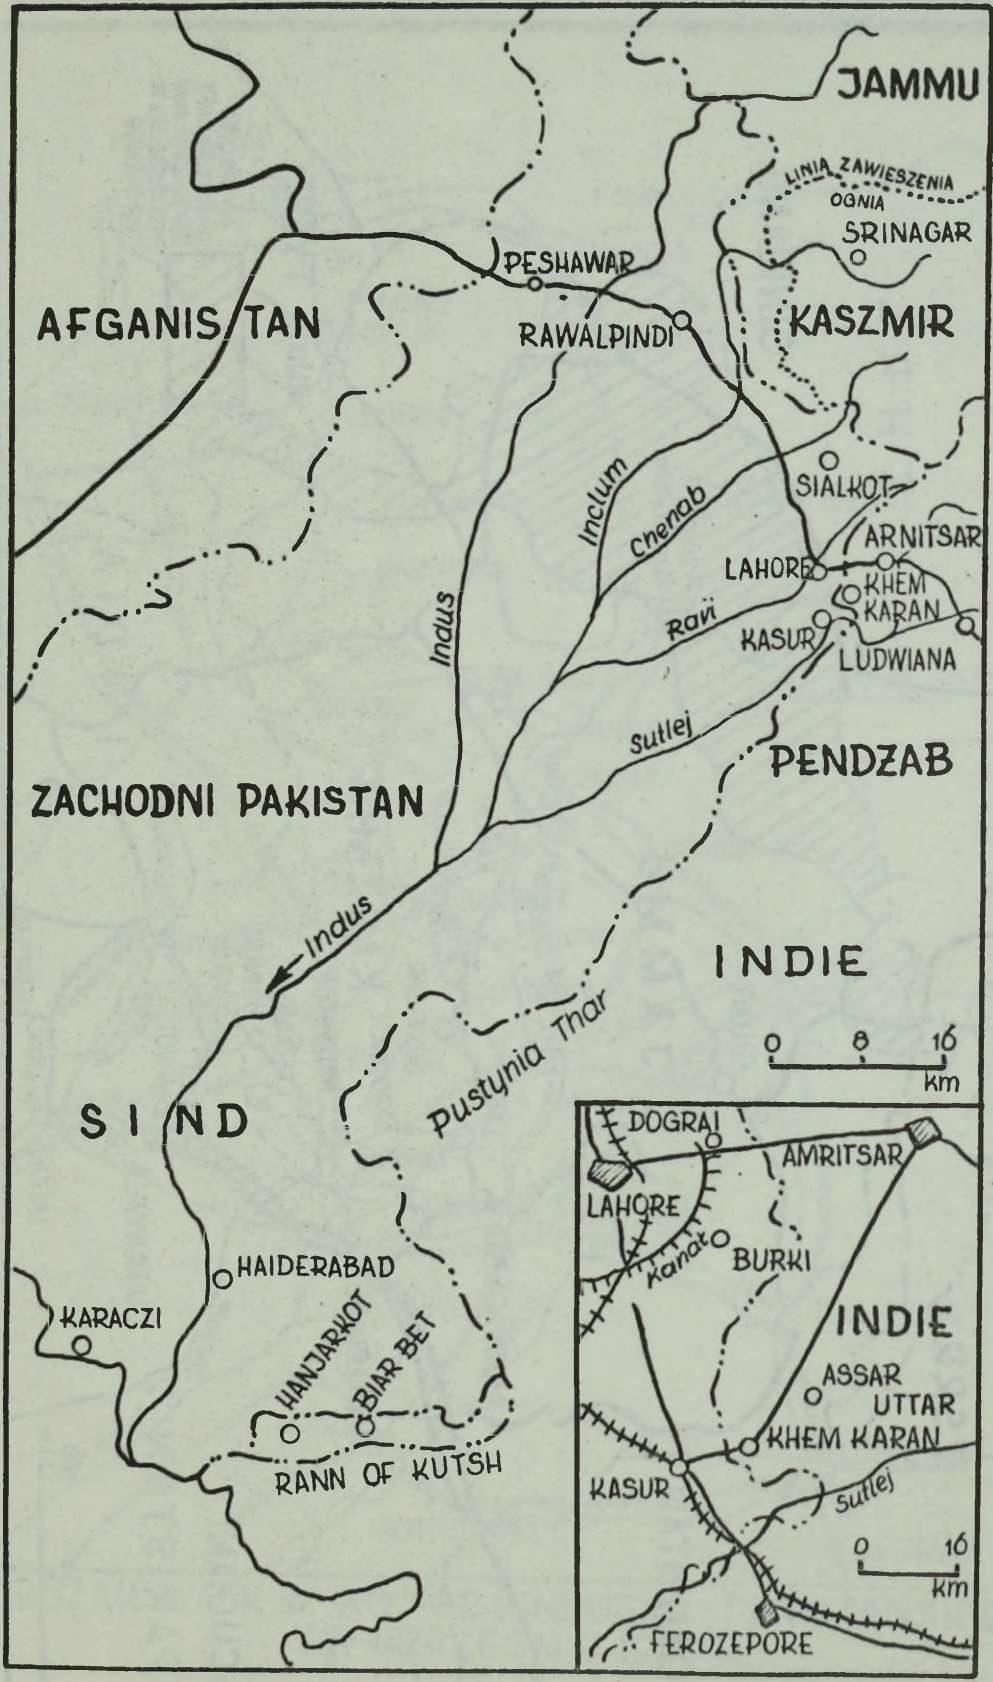 JAMMU
LINIA ZAWIESZENIA
OGNIA
SRINAGAR
PESHAWAR
AFGANISTAN
RAWALPINDI
KASZMIR
SIALKOT
Inclum
Chenab
ARNITSAR
LAHORE
KHEM
KARAN
Indus
Ravi
KASUR
LUDWIANA
Sutlej
PENDŻAB
ZACHODNI PAKISTAN
Indus
INDIE
Pustynia Thar
0 8 16
km
SIND
HAIDERABAD
KARACZI
HANJARKOT
BIAR BET
RANN OF KUTSH
DOGRAI
AMRITSAR
LAHORE
Kanał
BURKI
INDIE
ASSAR
UTTAR
KHEM KARAN
KASUR
Sutlej
0 16
km
FEROZEPORE